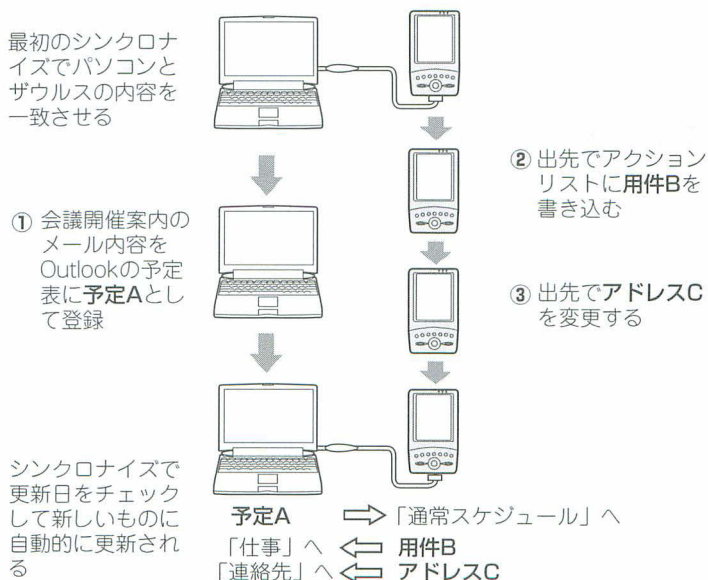 最初のシンクロナ
イズでパソコンと
ザウルスの内容を
一致させる
① 会議開催案内の
メール内容を
Outlookの予定
表に予定Aとし
て登録
② 出先でアクション
リストに用件Bを
書き込む
③ 出先でアドレスC
を変更する
シンクロナイズで
更新日をチェック
して新しいものに
自動的に更新され
る
予定A ⇨「通常スケジュール」へ
「仕事」へ ⇦ 用件B
「連絡先」へ ⇦ アドレスC